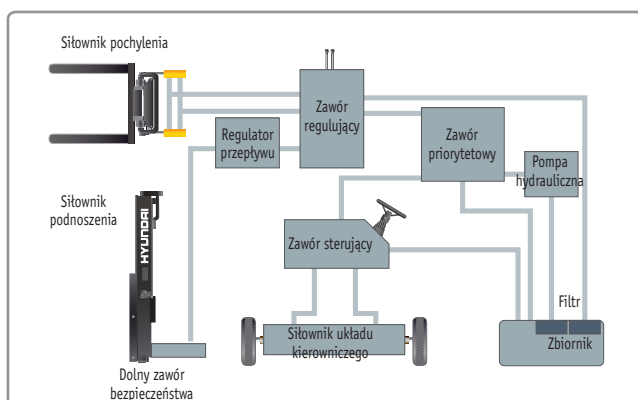 Siłownik pochylenia
Zawór
regulujący
Regulator
przepływu
Zawór
priorytetowy
Pompa
hydrauliczna
Siłownik
podnoszenia
HYUNDAI
Zawór sterujący
Filtr
Siłownik układu
kierowniczego
Zbiornik
Dolny zawór
bezpieczeństwa